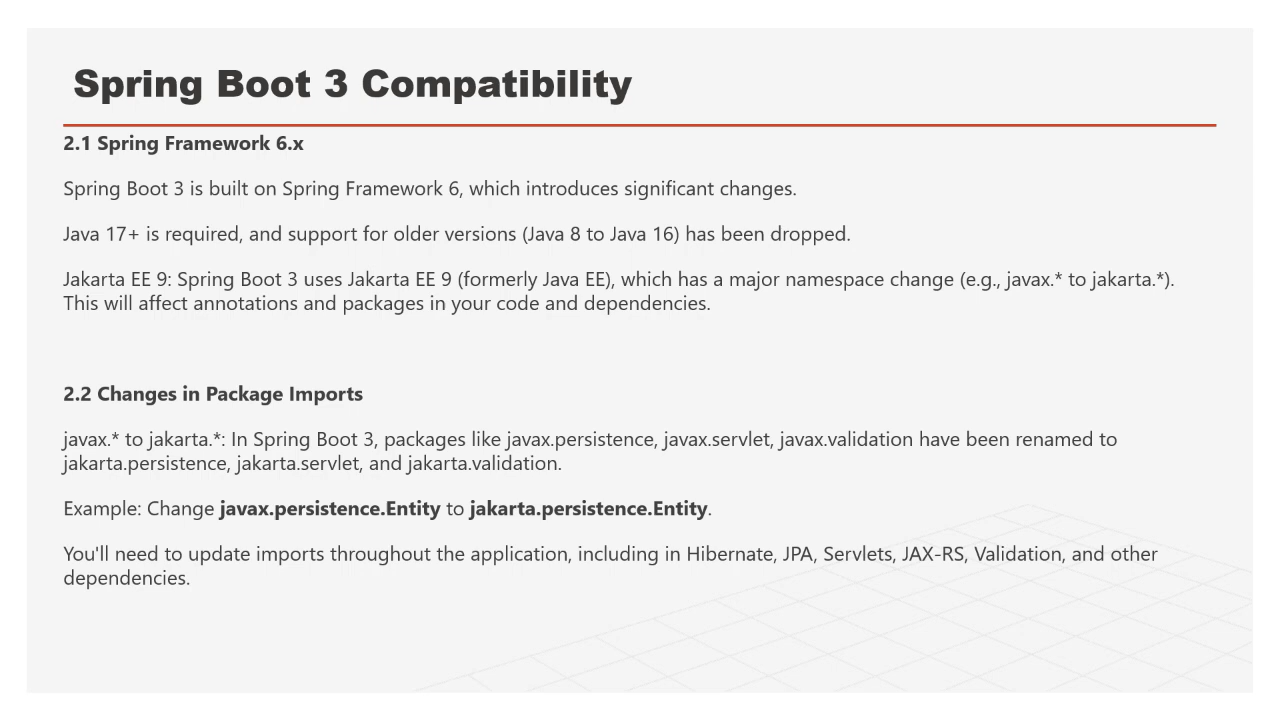 Spring Boot 3 Compatibility
2.1 Spring Framework 6.x
Spring Boot 3 is built on Spring Framework 6, which introduces significant changes.
Java 17+ is required, and support for older versions (Java 8 to Java 16) has been dropped.
Jakarta EE 9: Spring Boot 3 uses Jakarta EE 9 (formerly Java EE), which has a major namespace change (e.g., javax.* to jakarta.*).
This will affect annotations and packages in your code and dependencies.
2.2 Changes in Package Imports
javax.* to jakarta.*: In Spring Boot 3, packages like javax.persistence, javax.servlet, javax.validation have been renamed to
jakarta.persistence, jakarta.servlet, and jakarta.validation.
Example: Change javax.persistence.Entity to jakarta.persistence.Entity.
You'll need to update imports throughout the application, including in Hibernate, JPA, Servlets, JAX-RS, Validation, and other
dependencies.